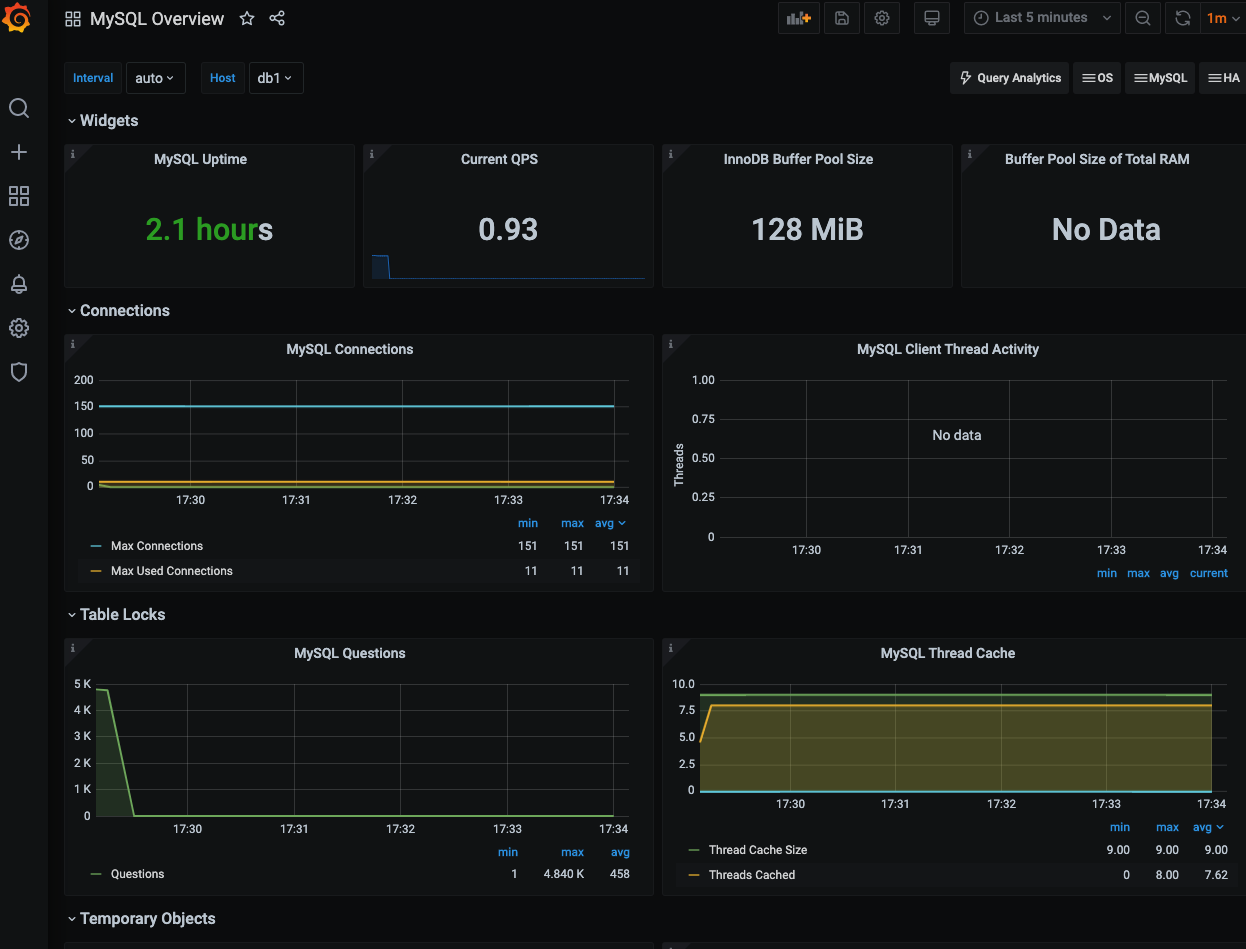 MySQL Overview
Last 5 minutes
1m
Interval auto Host db1
Query Analytics OS MySQL HA
Widgets
MySQL Uptime
2.1 hours
Current QPS
0.93
InnoDB Buffer Pool Size
128 MiB
Buffer Pool Size of Total RAM
No Data
Connections
MySQL Connections
200
150
100
50
0
17:30 17:31 17:32 17:33 17:34
min max avg
Max Connections 151 151 151
Max Used Connections 11 11 11
MySQL Client Thread Activity
Threads
1.00
0.75
0.50
0.25
0
No data
17:30 17:31 17:32 17:33 17:34
min max avg current
Table Locks
MySQL Questions
5 K
4 K
3 K
2 K
1 K
0
17:30 17:31 17:32 17:33 17:34
min max avg
Questions 1 4.840 K 458
MySQL Thread Cache
10.0
7.5
5.0
2.5
0
17:30 17:31 17:32 17:33 17:34
min max avg
Thread Cache Size 9.00 9.00 9.00
Threads Cached 0 8.00 7.62
Temporary Objects